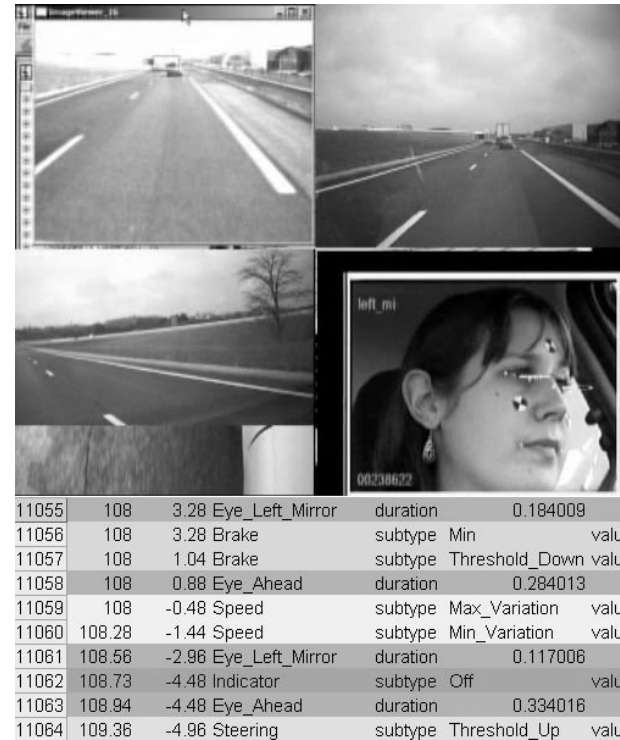 ImageViewer_16
File
left_mi
00238622
11055 108 3.28 Eye_Left_Mirror duration 0.184009
11056 108 3.28 Brake subtype Min valu
11057 108 1.04 Brake subtype Threshold_Down valu
11058 108 0.88 Eye_Ahead duration 0.284013
11059 108 -0.48 Speed subtype Max_Variation valu
11060 108.28 -1.44 Speed subtype Min_Variation valu
11061 108.56 -2.96 Eye_Left_Mirror duration 0.117006
11062 108.73 -4.48 Indicator subtype Off valu
11063 108.94 -4.48 Eye_Ahead duration 0.334016
11064 109.36 -4.96 Steering subtype Threshold_Up valu